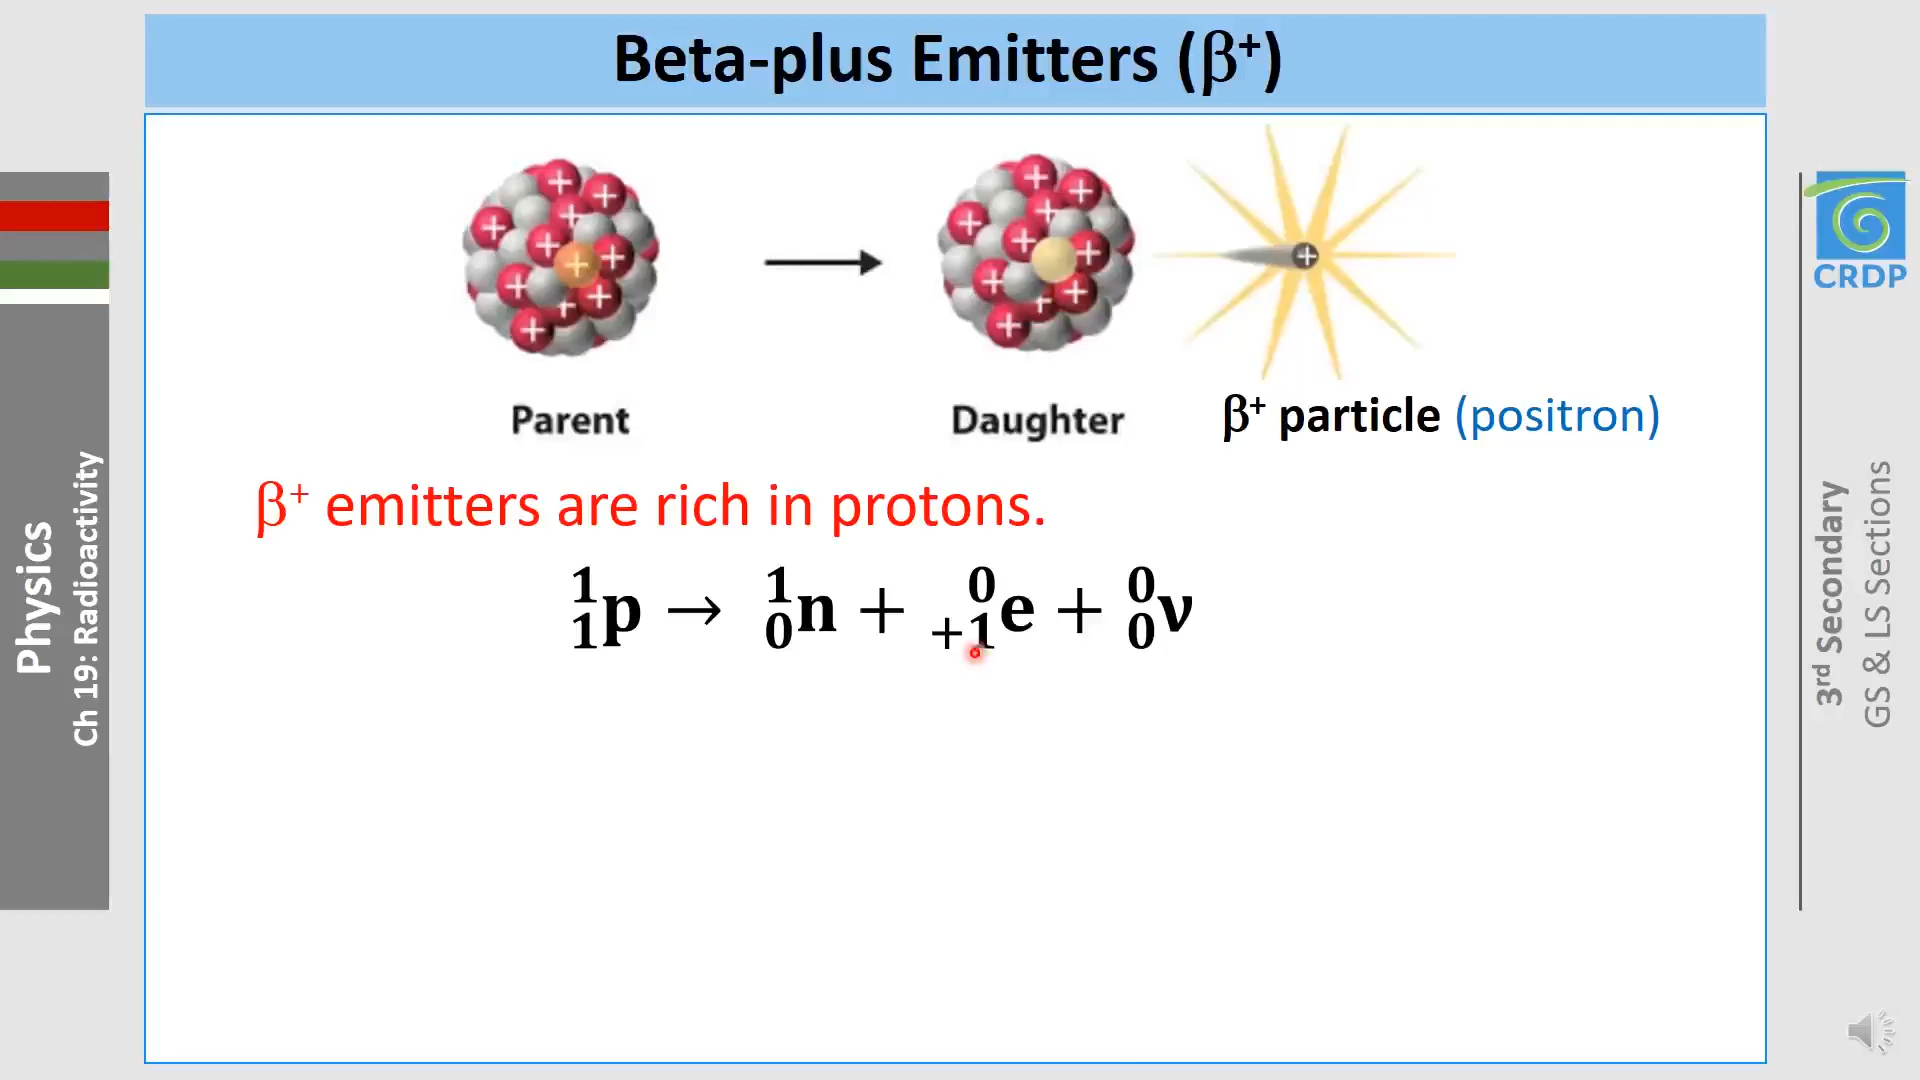 Beta-plus Emitters (β⁺)
Parent
Daughter
β⁺ particle (positron)
β⁺ emitters are rich in protons.
¹₁p → ¹₀n + ⁰₊₁e + ⁰₀ν
Physics
Ch 19: Radioactivity
CRDP
3rd Secondary
GS & LS Sections